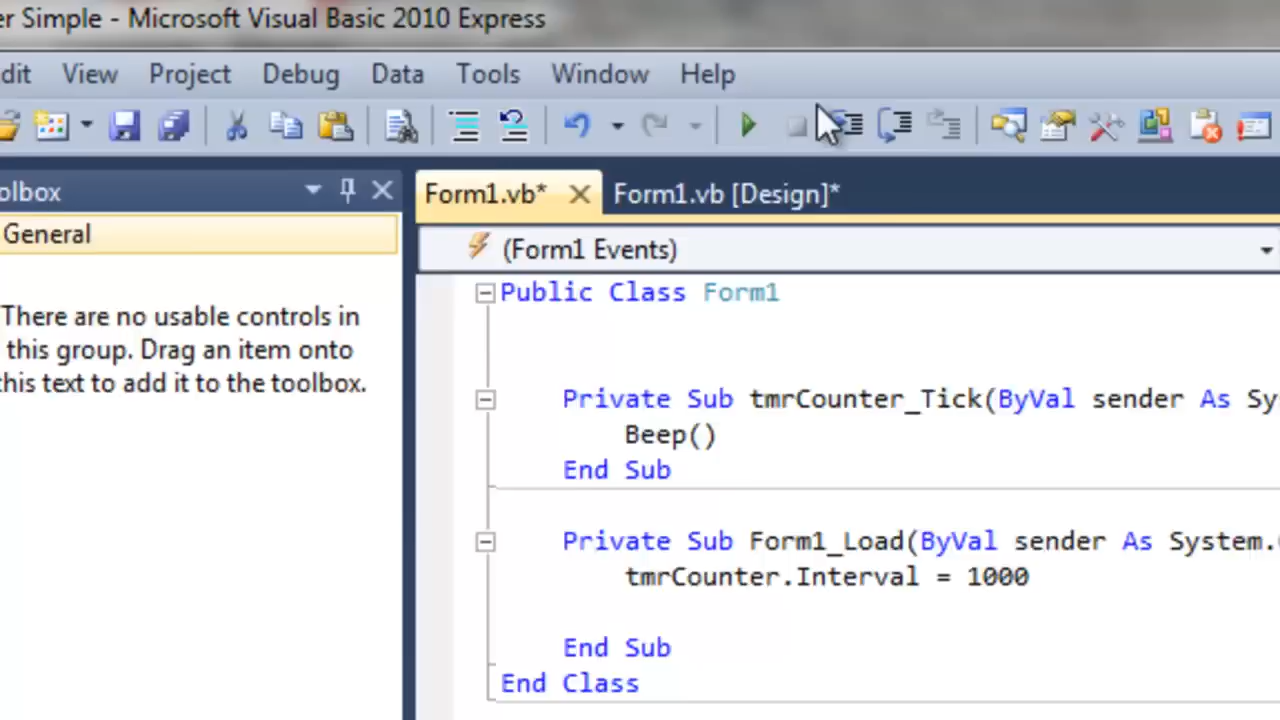 er Simple - Microsoft Visual Basic 2010 Express
dit View Project Debug Data Tools Window Help
olbox
Form1.vb* Form1.vb [Design]*
General
(Form1 Events)
There are no usable controls in
this group. Drag an item onto
this text to add it to the toolbox.
Public Class Form1
Private Sub tmrCounter_Tick(ByVal sender As Sy
Beep()
End Sub
Private Sub Form1_Load(ByVal sender As System.
tmrCounter.Interval = 1000
End Sub
End Class